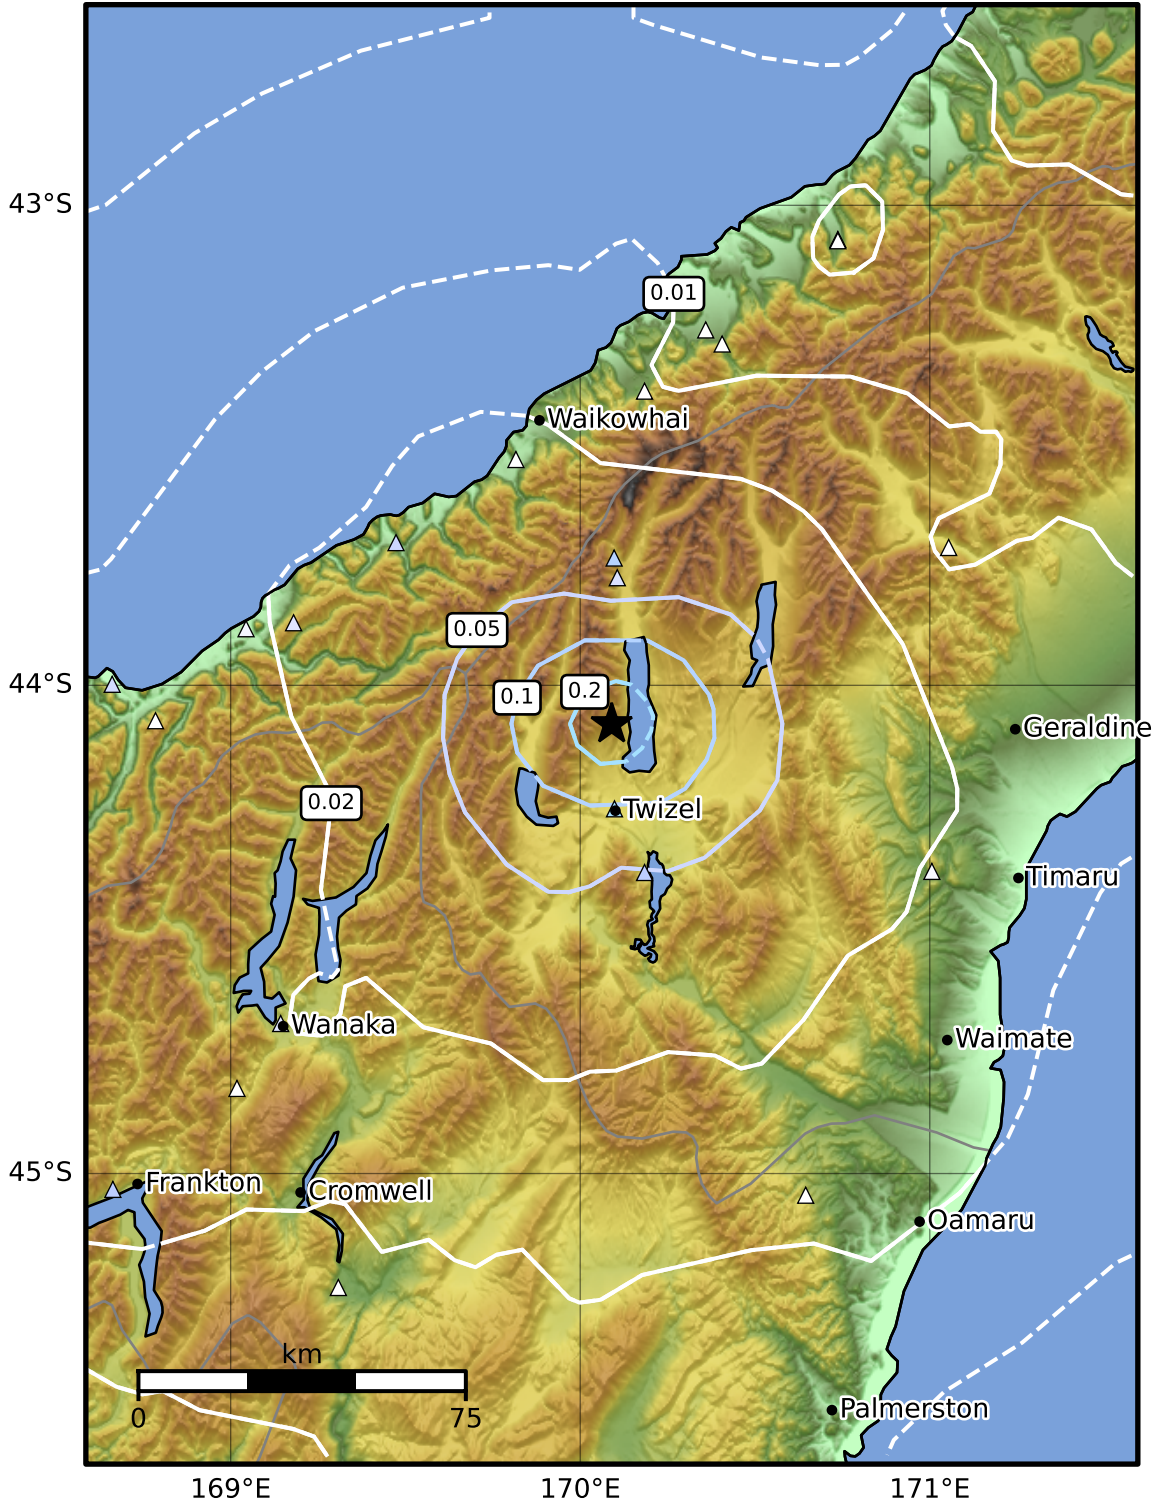 43°S
0.01
Waikowhai
0.05
44°S
0.1
0.2
Geraldine
0.02
Twizel
Timaru
Wanaka
Waimate
45°S
Frankton
Cromwell
Oamaru
km
0
75
Palmerston
169°E
170°E
171°E